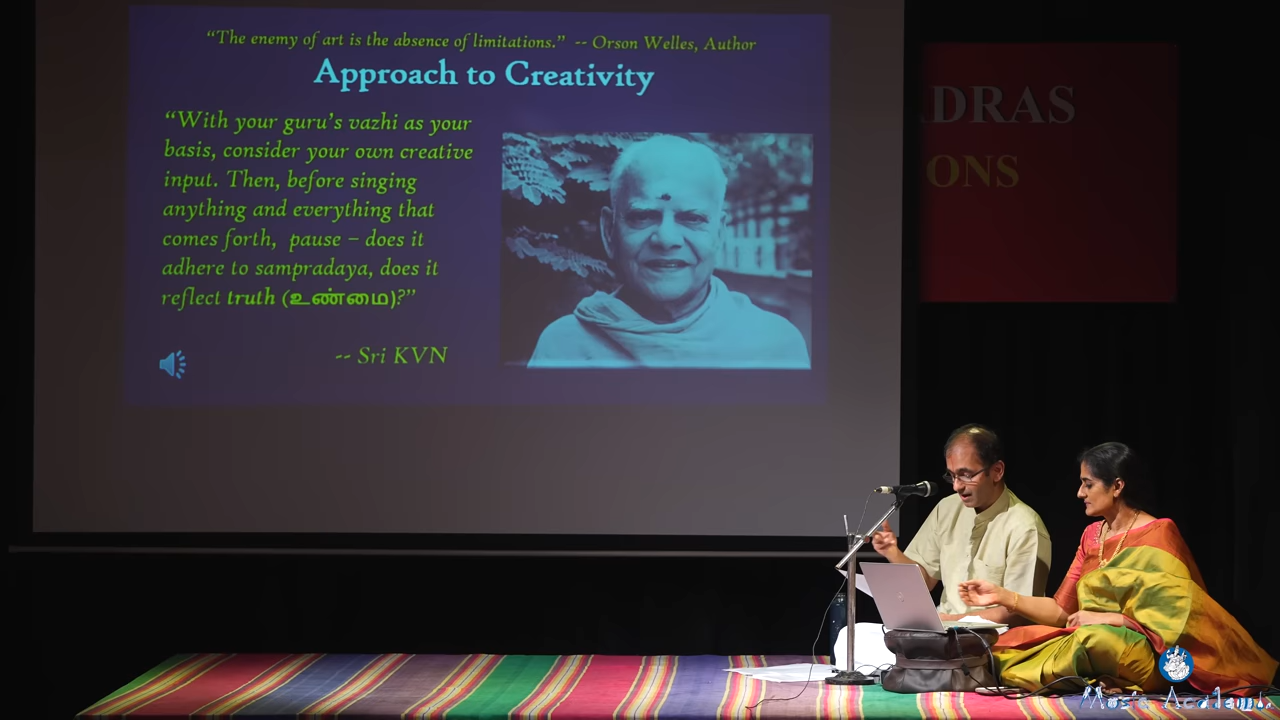 “The enemy of art is the absence of limitations.” -- Orson Welles, Author
Approach to Creativity
“With your guru’s vazhi as your
basis, consider your own creative
input. Then, before singing
anything and everything that
comes forth, pause – does it
adhere to sampradaya, does it
reflect truth (உண்மை)?”
-- Sri KVN
DRAS
ONS
Music Academy